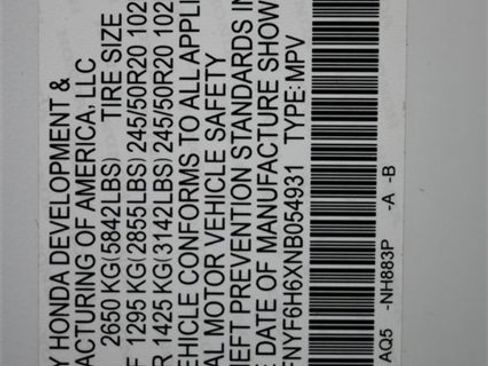 Y HONDA DEVELOPMENT &
ACTURING OF AMERICA, LLC
2650 KG(5842LBS) TIRE SIZE
F 1295 KG(2855LBS) 245/50R20 102
R 1425 KG(3142LBS) 245/50R20 102
EHICLE CONFORMS TO ALL APPLI
AL MOTOR VEHICLE SAFETY
HEFT PREVENTION STANDARDS IN
E DATE OF MANUFACTURE SHOW
FNYF6H6XNB054931 TYPE: MPV
AQ5 -NH883P -A -B